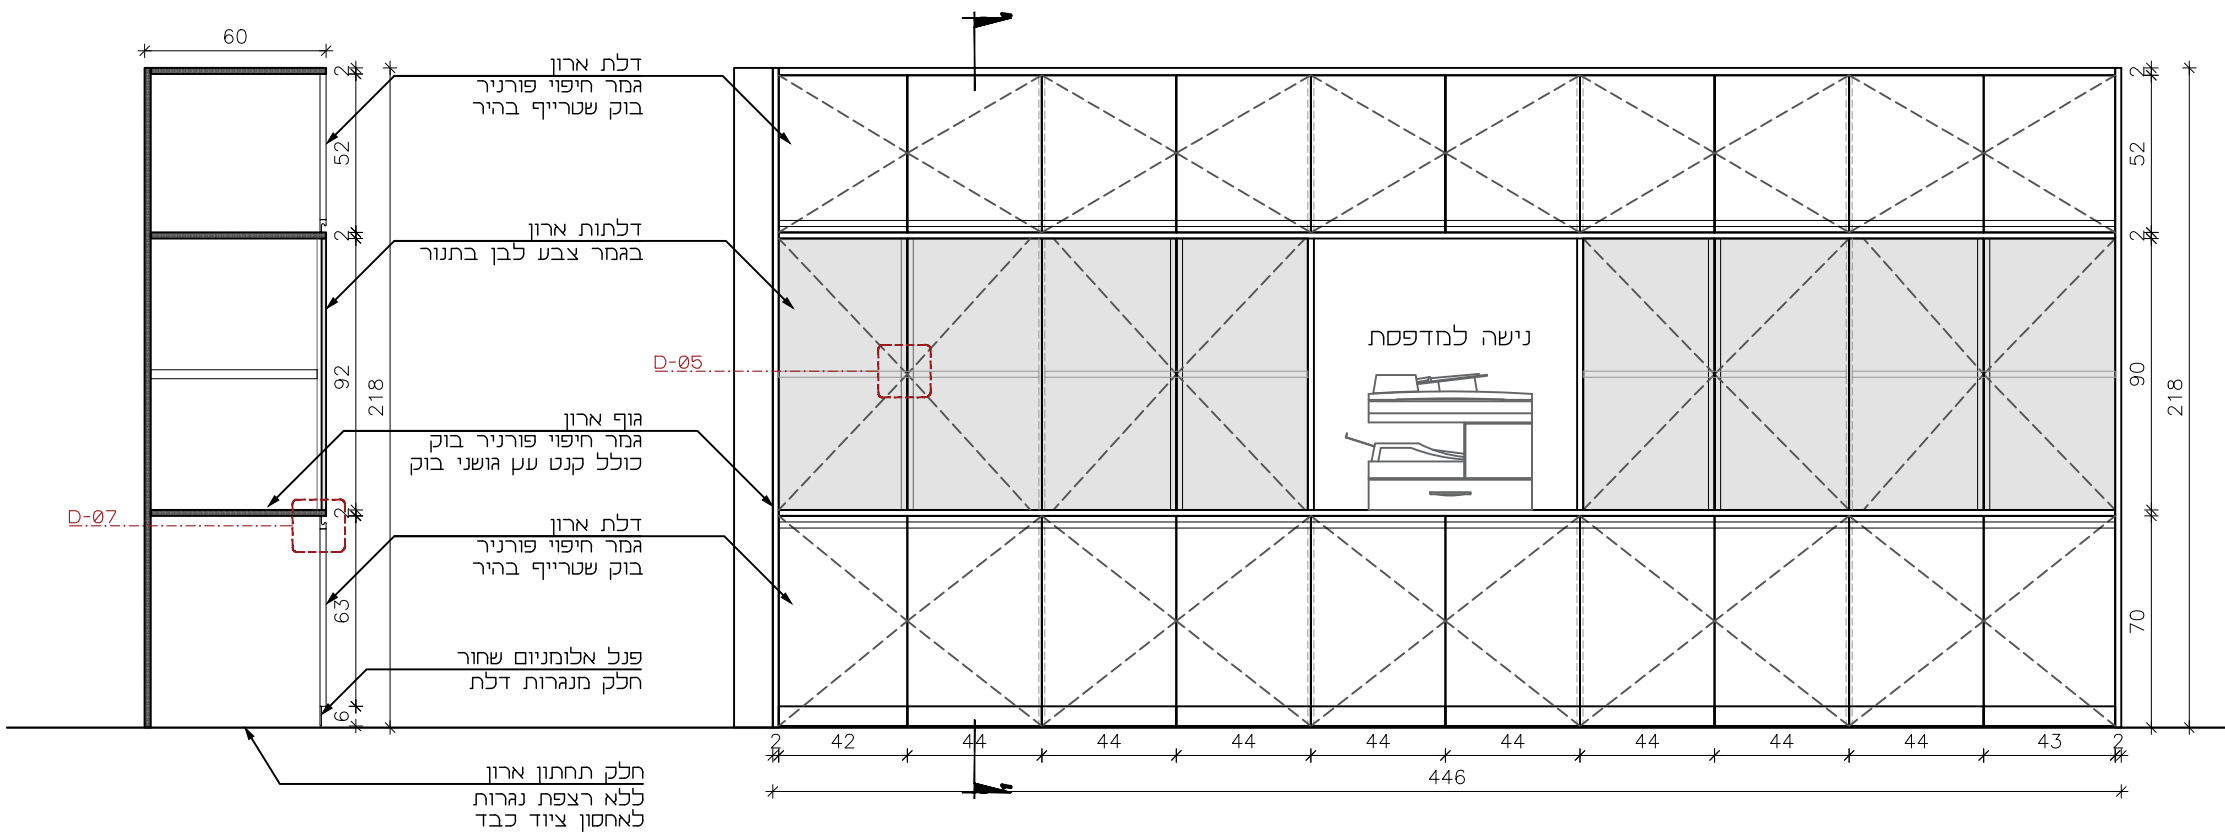 60
דלת ארון
גמר חיפוי פורניר
בוק שטרייף בהיר
דלתות ארון
בגמר צבע לבן בתנור
גוף ארון
גמר חיפוי פורניר בוק
כולל קנט עץ גושני בוק
דלת ארון
גמר חיפוי פורניר
בוק שטרייף בהיר
פנל אלומניום שחור
חלק מנגרות דלת
חלק תחתון ארון
ללא רצפת נגרות
לאחסון ציוד כבד
2
52
2
92
2
63
6
218
D-07
D-05
נישה למדפסת
2
52
2
90
70
218
2 42 44 44 44 44 44 44 44 44 43 2
446